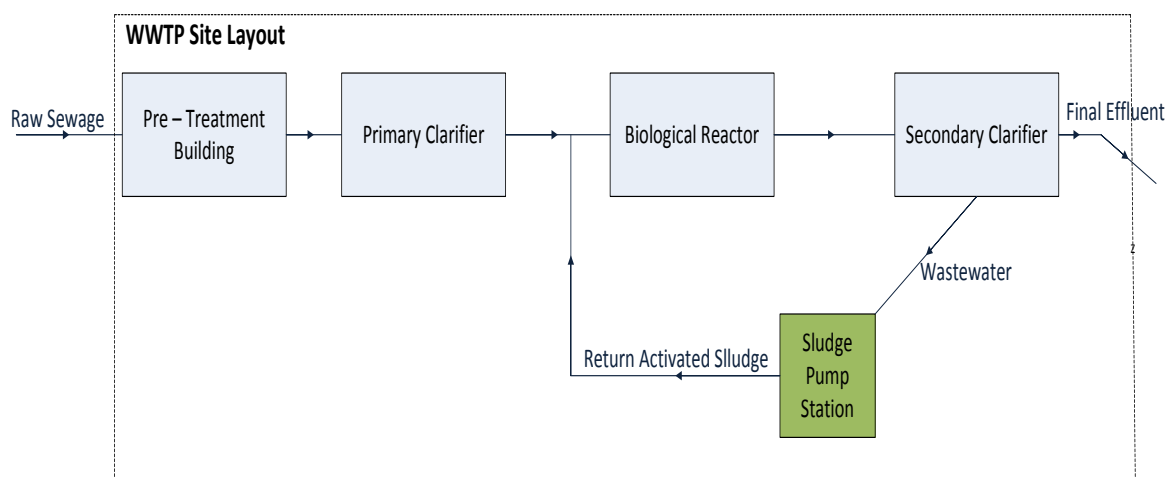 WWTP Site Layout
Raw Sewage
Pre – Treatment
Building
Primary Clarifier
Biological Reactor
Secondary Clarifier
Final Effluent
z
Wastewater
Return Activated Slludge
Sludge
Pump
Station